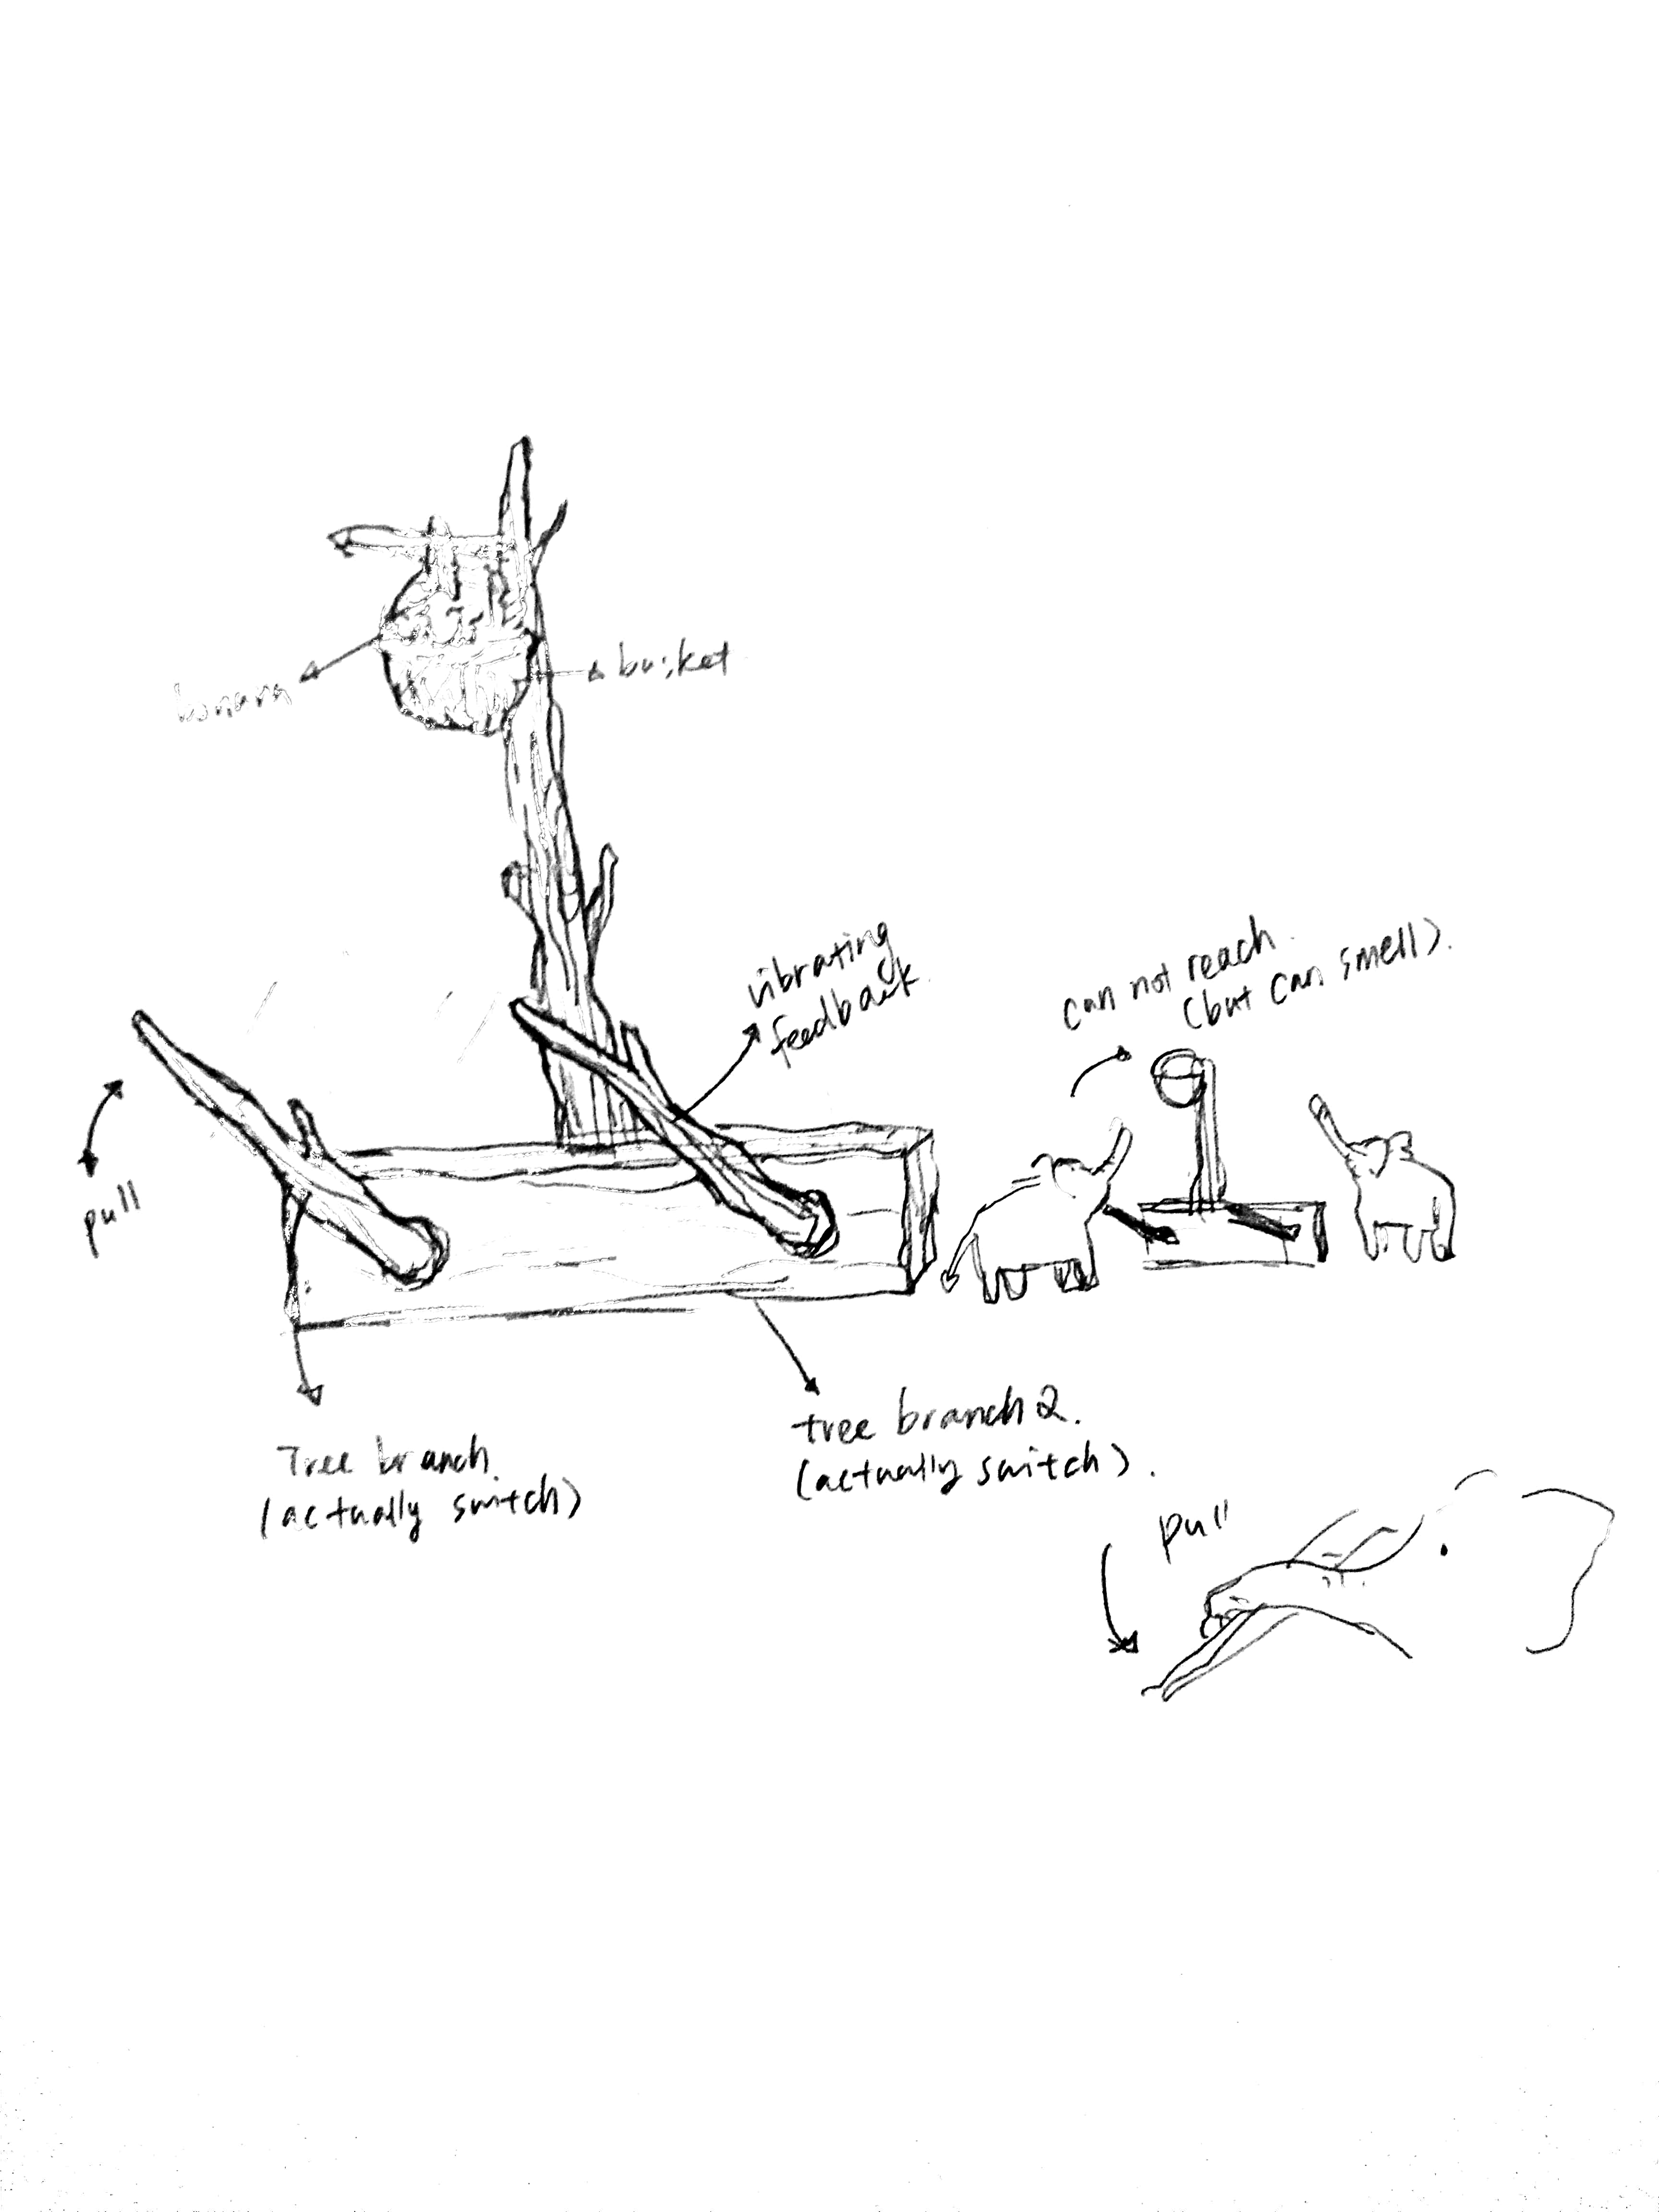 banana
basket
vibrating
feedback
can not reach.
(but can smell).
pull
Tree branch.
(actually switch)
tree branch 2.
(actually switch).
pull